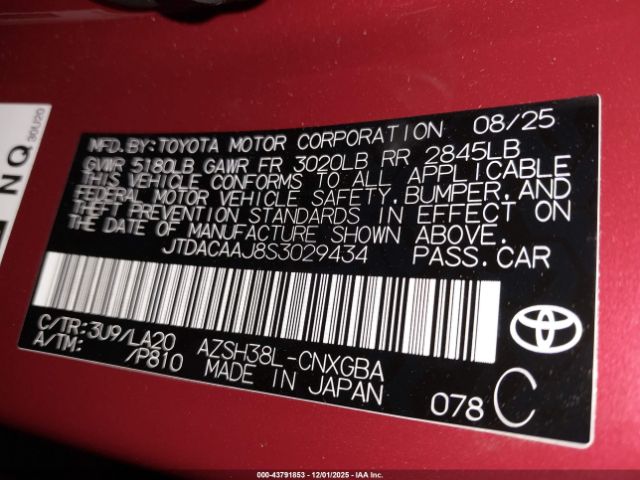 MFD.BY:TOYOTA MOTOR CORPORATION 08/25
GVWR 5180LB GAWR FR 3020LB RR 2845LB
THIS VEHICLE CONFORMS TO ALL APPLICABLE
FEDERAL MOTOR VEHICLE SAFETY,BUMPER,AND
THEFT PREVENTION STANDARDS IN EFFECT ON
THE DATE OF MANUFACTURE SHOWN ABOVE.
JTDACAAJ8S3029434 PASS.CAR
C/TR:3U9/LA20 AZSH38L-CNXGBA
A/TM: /P810 MADE IN JAPAN
078 C
NQ
30U20
000-43791853 | 12/01/2025 | IAA Inc.